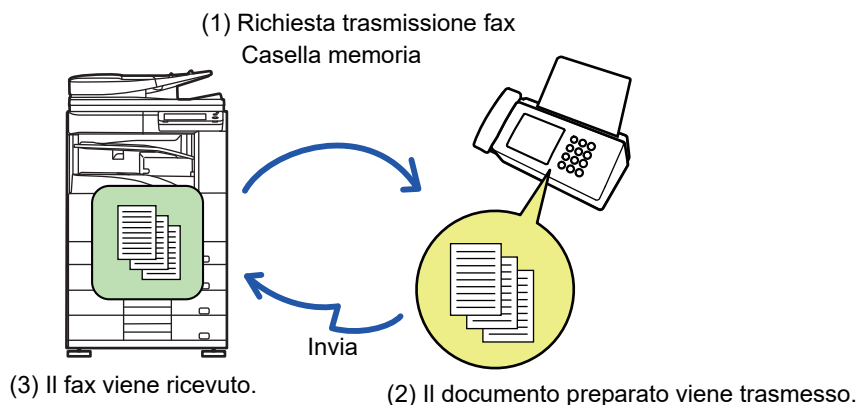 (1) Richiesta trasmissione fax
Casella memoria
Invia
(3) Il fax viene ricevuto.
(2) Il documento preparato viene trasmesso.